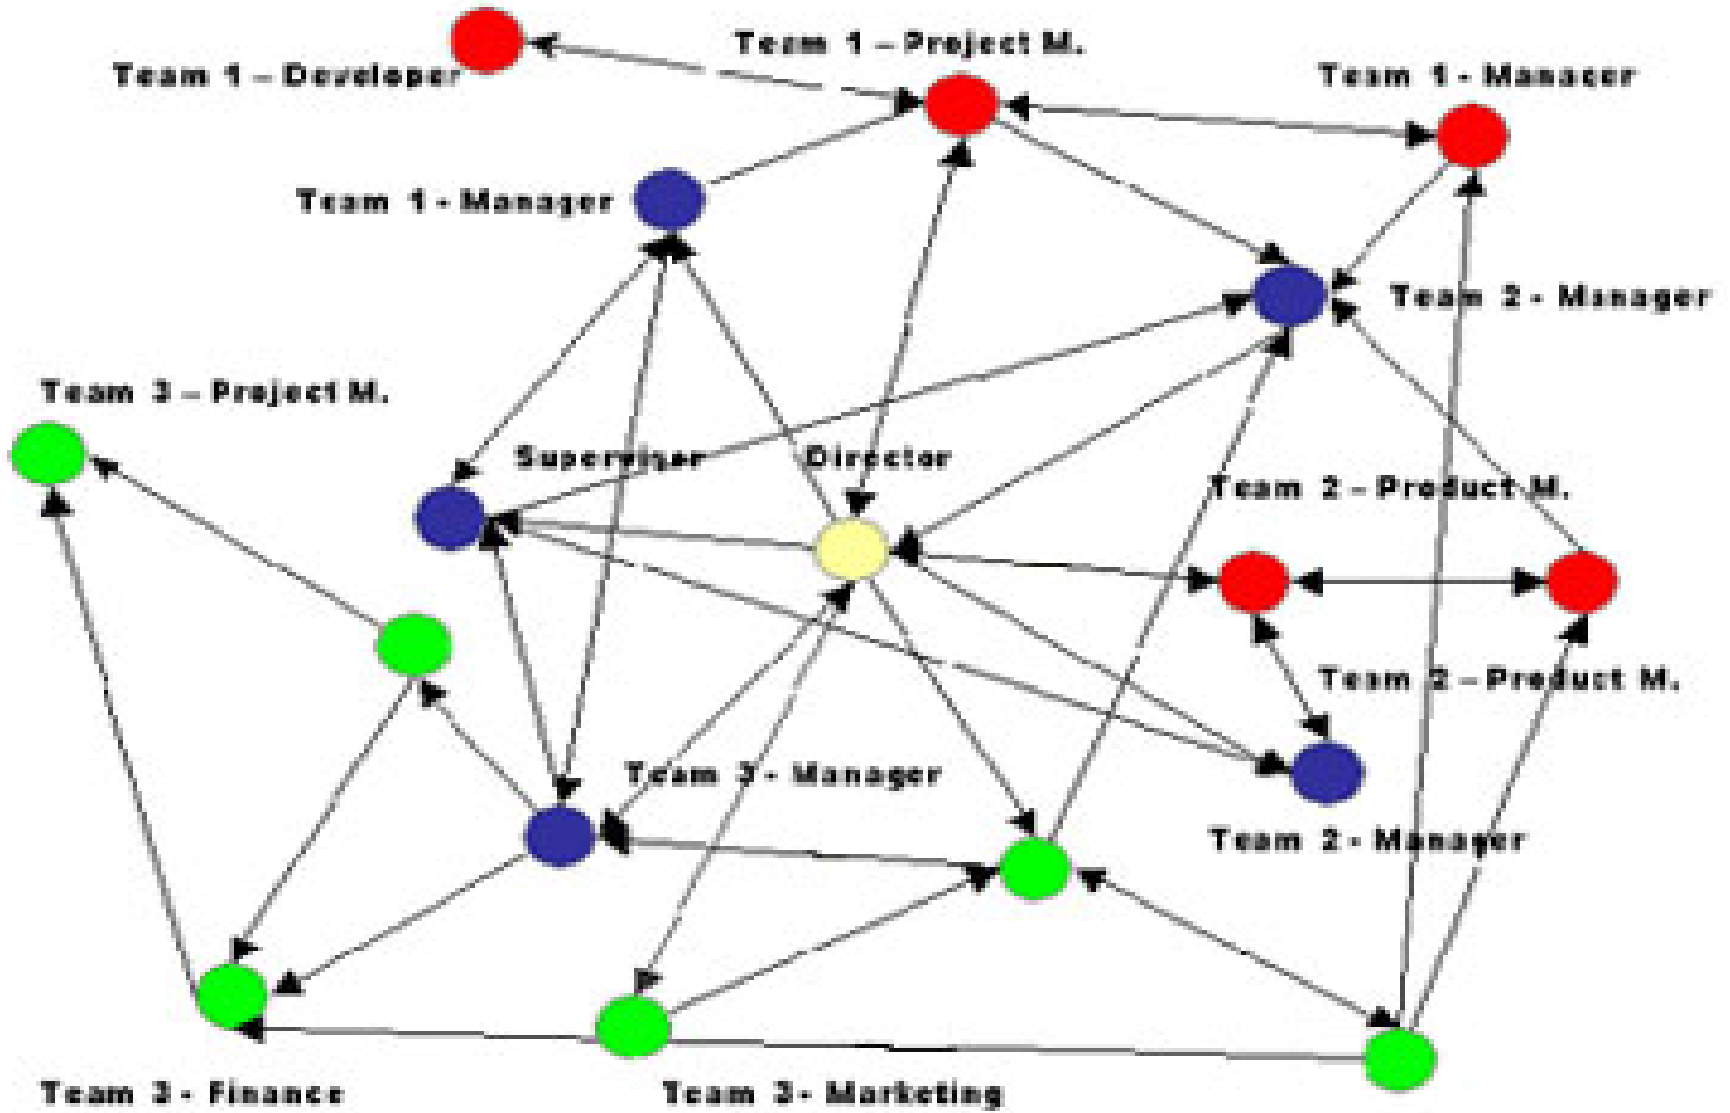 Team 1 – Project M.
Team 1 – Developer
Team 1 - Manager
Team 1 - Manager
Team 2 - Manager
Team 3 – Project M.
Supervisor
Director
Team 2 – Product M.
Team 2 – Product M.
Team 3 - Manager
Team 2 - Manager
Team 3 - Finance
Team 3 - Marketing